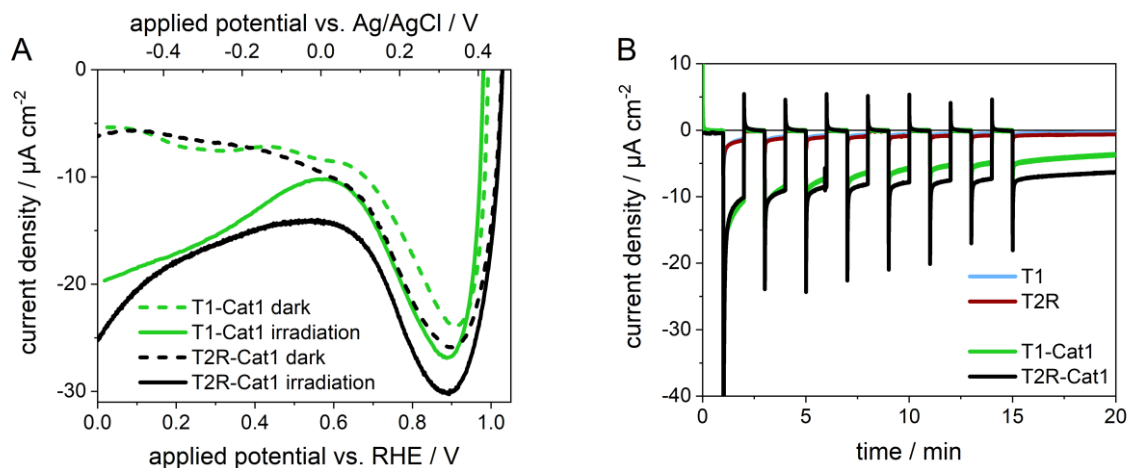 A
applied potential vs. Ag/AgCl / V
-0.4 -0.2 0.0 0.2 0.4
0
-10
-20
-30
current density / µA cm⁻²
T1-Cat1 dark
T1-Cat1 irradiation
T2R-Cat1 dark
T2R-Cat1 irradiation
0.0 0.2 0.4 0.6 0.8 1.0
applied potential vs. RHE / V
B
10
0
-10
-20
-30
-40
current density / µA cm⁻²
T1
T2R
T1-Cat1
T2R-Cat1
0 5 10 15 20
time / min